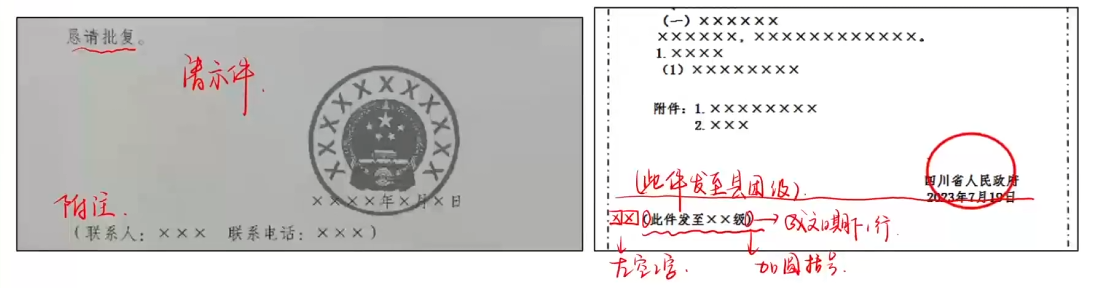 恳请批复。
请示件.
××××××××××
××××年×月×日
附注.
(联系人:××× 联系电话:×××)
(一)××××××
××××××,××××××××××××。
1.××××
(1)××××××××
附件:1.××××××××
2.×××
四川省人民政府
2023年7月19日
(此件发至县团级).
××(此件发至××级)→成文日期下1行.
左空2字.
加圆括号.